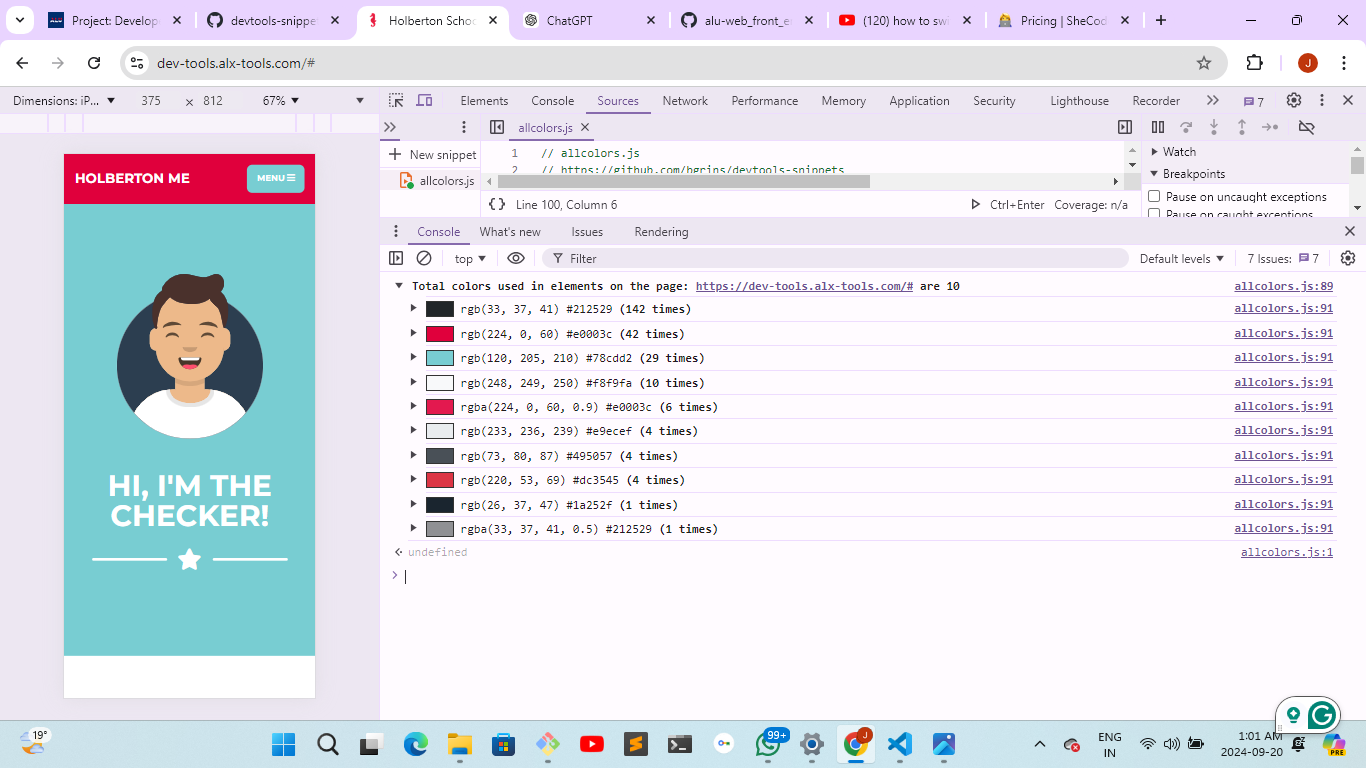 Project: Develope
devtools-snippe
Holberton Schoo
ChatGPT
alu-web_front_e
(120) how to swi
Pricing | SheCod
dev-tools.alx-tools.com/#
J
Dimensions: iP... 375 × 812 67%
Elements Console Sources Network Performance Memory Application Security Lighthouse Recorder 7
New snippet
allcolors.js
allcolors.js
1 // allcolors.js
2 // https://github.com/bgrins/devtools-snippets
{} Line 100, Column 6 Ctrl+Enter Coverage: n/a
Watch
Breakpoints
Pause on uncaught exceptions
Pause on caught exceptions
Console What's new Issues Rendering
top Filter Default levels 7 Issues: 7
Total colors used in elements on the page: https://dev-tools.alx-tools.com/# are 10 allcolors.js:89
rgb(33, 37, 41) #212529 (142 times) allcolors.js:91
rgb(224, 0, 60) #e0003c (42 times) allcolors.js:91
rgb(120, 205, 210) #78cdd2 (29 times) allcolors.js:91
rgb(248, 249, 250) #f8f9fa (10 times) allcolors.js:91
rgba(224, 0, 60, 0.9) #e0003c (6 times) allcolors.js:91
rgb(233, 236, 239) #e9ecef (4 times) allcolors.js:91
rgb(73, 80, 87) #495057 (4 times) allcolors.js:91
rgb(220, 53, 69) #dc3545 (4 times) allcolors.js:91
rgb(26, 37, 47) #1a252f (1 times) allcolors.js:91
rgba(33, 37, 41, 0.5) #212529 (1 times) allcolors.js:91
undefined allcolors.js:1
HOLBERTON ME MENU
HI, I'M THE
CHECKER!
19°
99+
J
ENG
IN
1:01 AM
2024-09-20
PRE